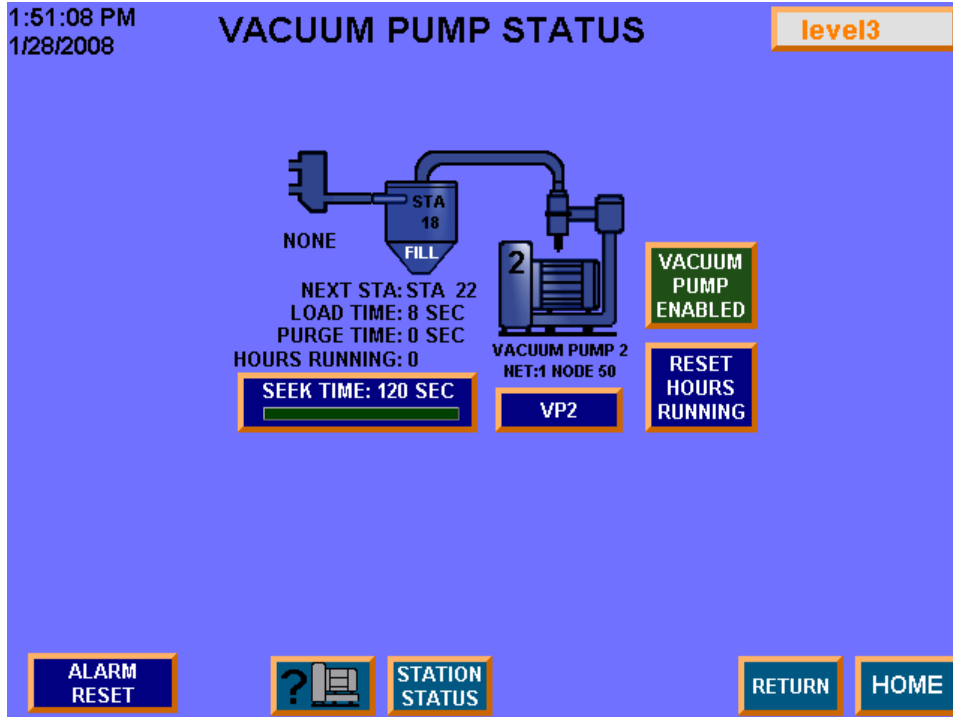 1:51:08 PM
1/28/2008
VACUUM PUMP STATUS
level3
STA
18
FILL
NONE
NEXT STA: STA 22
LOAD TIME: 8 SEC
PURGE TIME: 0 SEC
HOURS RUNNING: 0
SEEK TIME: 120 SEC
2
VACUUM PUMP 2
NET:1 NODE 50
VP2
VACUUM
PUMP
ENABLED
RESET
HOURS
RUNNING
ALARM
RESET
?
STATION
STATUS
RETURN
HOME